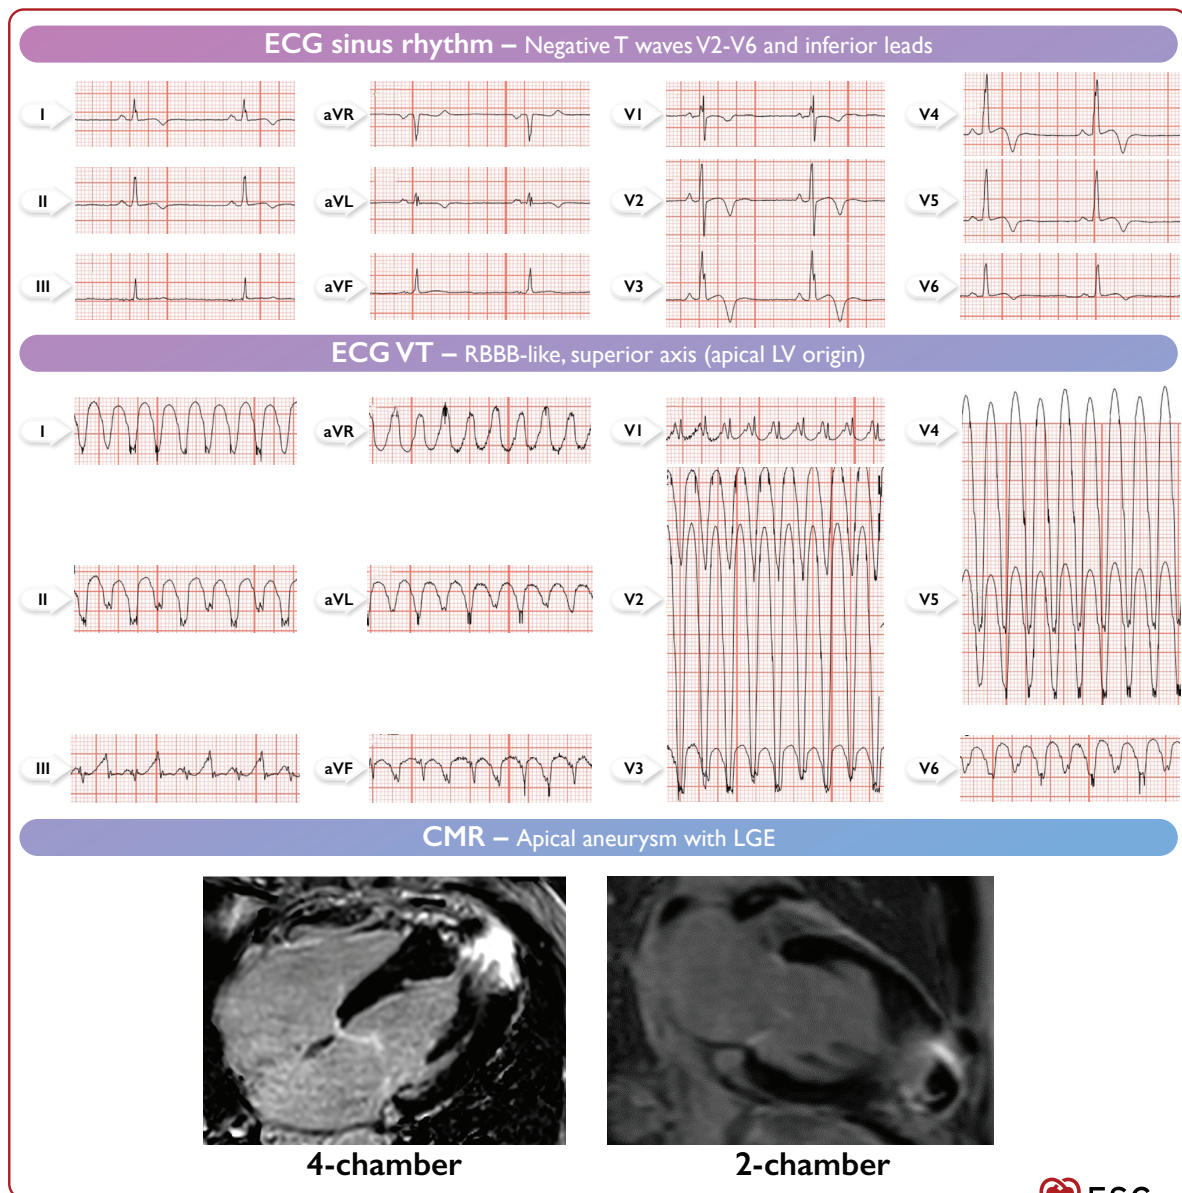 ECG sinus rhythm – Negative T waves V2-V6 and inferior leads
I
aVR
V1
V4
II
aVL
V2
V5
III
aVF
V3
V6
ECG VT – RBBB-like, superior axis (apical LV origin)
I
aVR
V1
V4
II
aVL
V2
V5
III
aVF
V3
V6
CMR – Apical aneurysm with LGE
4-chamber
2-chamber
ESC